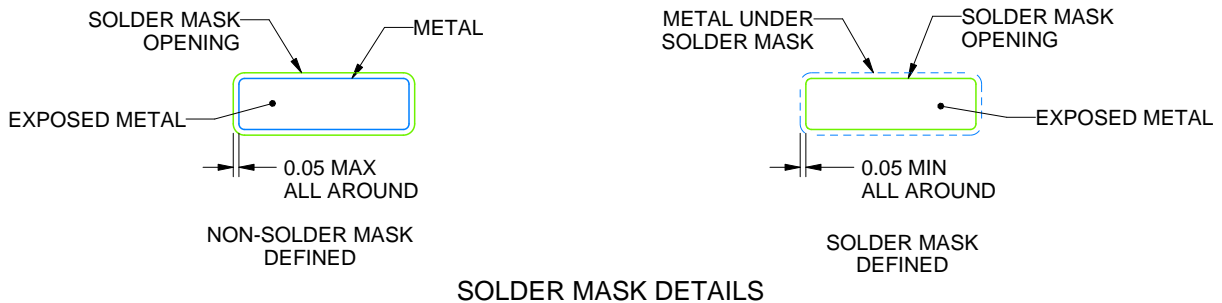 SOLDER MASK
OPENING
METAL
EXPOSED METAL
0.05 MAX
ALL AROUND
NON-SOLDER MASK
DEFINED
METAL UNDER
SOLDER MASK
SOLDER MASK
OPENING
EXPOSED METAL
0.05 MIN
ALL AROUND
SOLDER MASK
DEFINED
SOLDER MASK DETAILS